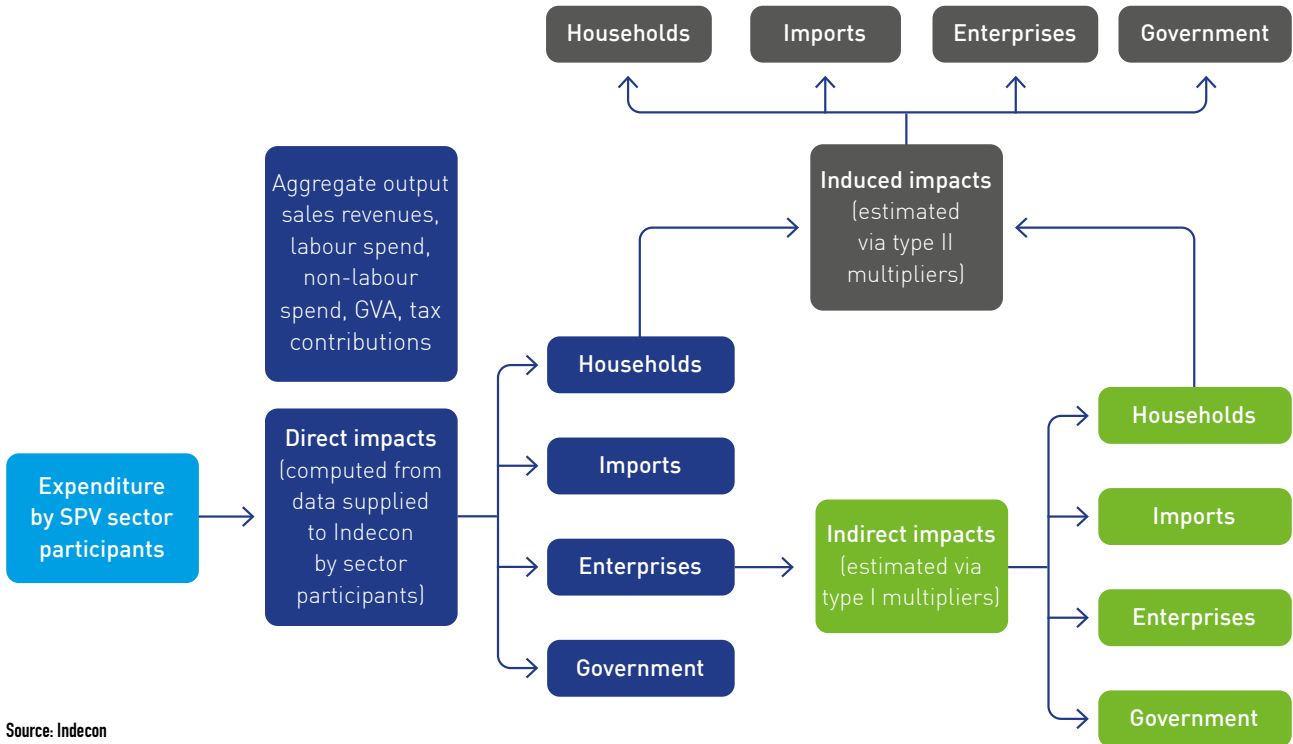 Households
Imports
Enterprises
Government
Aggregate output
sales revenues,
labour spend,
non-labour
spend, GVA, tax
contributions
Induced impacts
(estimated
via type II
multipliers)
Households
Direct impacts
(computed from
data supplied
to Indecon
by sector
participants)
Households
Imports
Expenditure
by SPV sector
participants
Imports
Indirect impacts
(estimated via
type I multipliers)
Enterprises
Enterprises
Government
Government
Source: Indecon